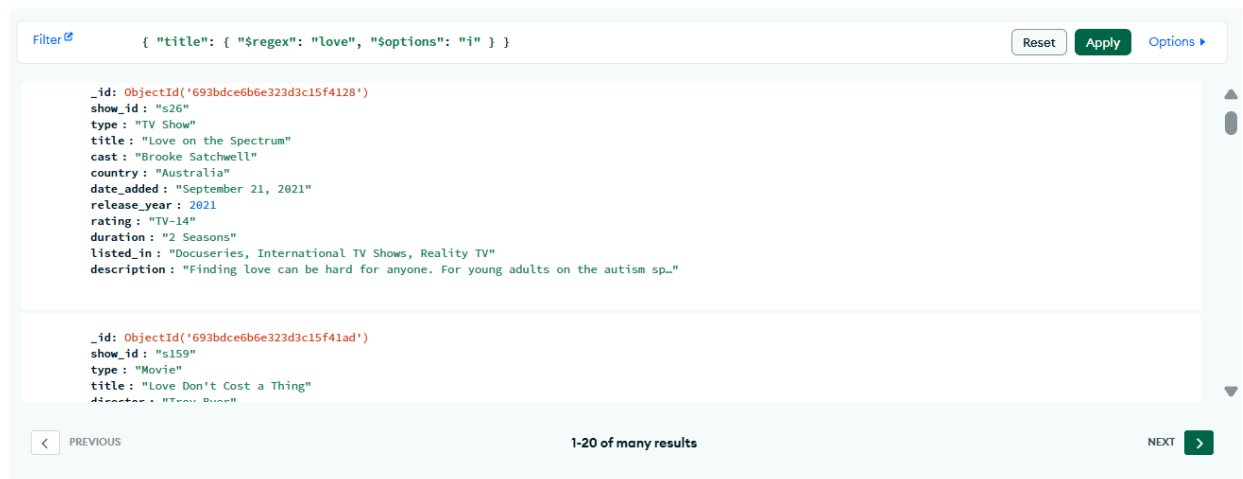 Filter
{ "title": { "$regex": "love", "$options": "i" } }
Reset
Apply
Options
_id: ObjectId('693bdce6b6e323d3c15f4128')
show_id : "s26"
type : "TV Show"
title : "Love on the Spectrum"
cast : "Brooke Satchwell"
country : "Australia"
date_added : "September 21, 2021"
release_year : 2021
rating : "TV-14"
duration : "2 Seasons"
listed_in : "Docuseries, International TV Shows, Reality TV"
description : "Finding love can be hard for anyone. For young adults on the autism sp…"
_id: ObjectId('693bdce6b6e323d3c15f41ad')
show_id : "s159"
type : "Movie"
title : "Love Don't Cost a Thing"
director : "Troy Byer"
PREVIOUS
1-20 of many results
NEXT